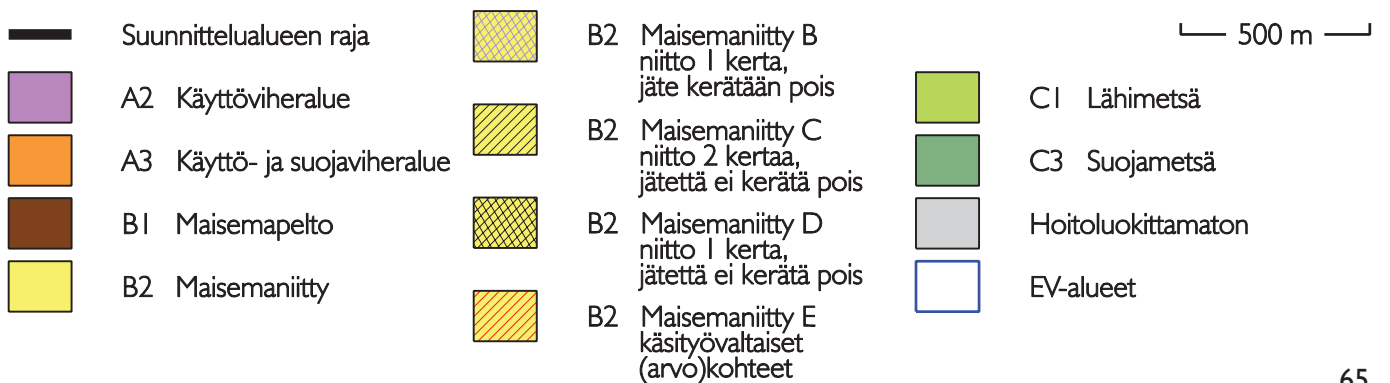 Suunnittelualueen raja
A2 Käyttöviheralue
A3 Käyttö- ja suojaviheralue
B1 Maisemapelto
B2 Maisemaniitty
B2 Maisemaniitty B
niitto 1 kerta,
jäte kerätään pois
B2 Maisemaniitty C
niitto 2 kertaa,
jätettä ei kerätä pois
B2 Maisemaniitty D
niitto 1 kerta,
jätettä ei kerätä pois
B2 Maisemaniitty E
käsityövaltaiset
(arvo)kohteet
500 m
C1 Lähimetsä
C3 Suojametsä
Hoitoluokittamaton
EV-alueet
65